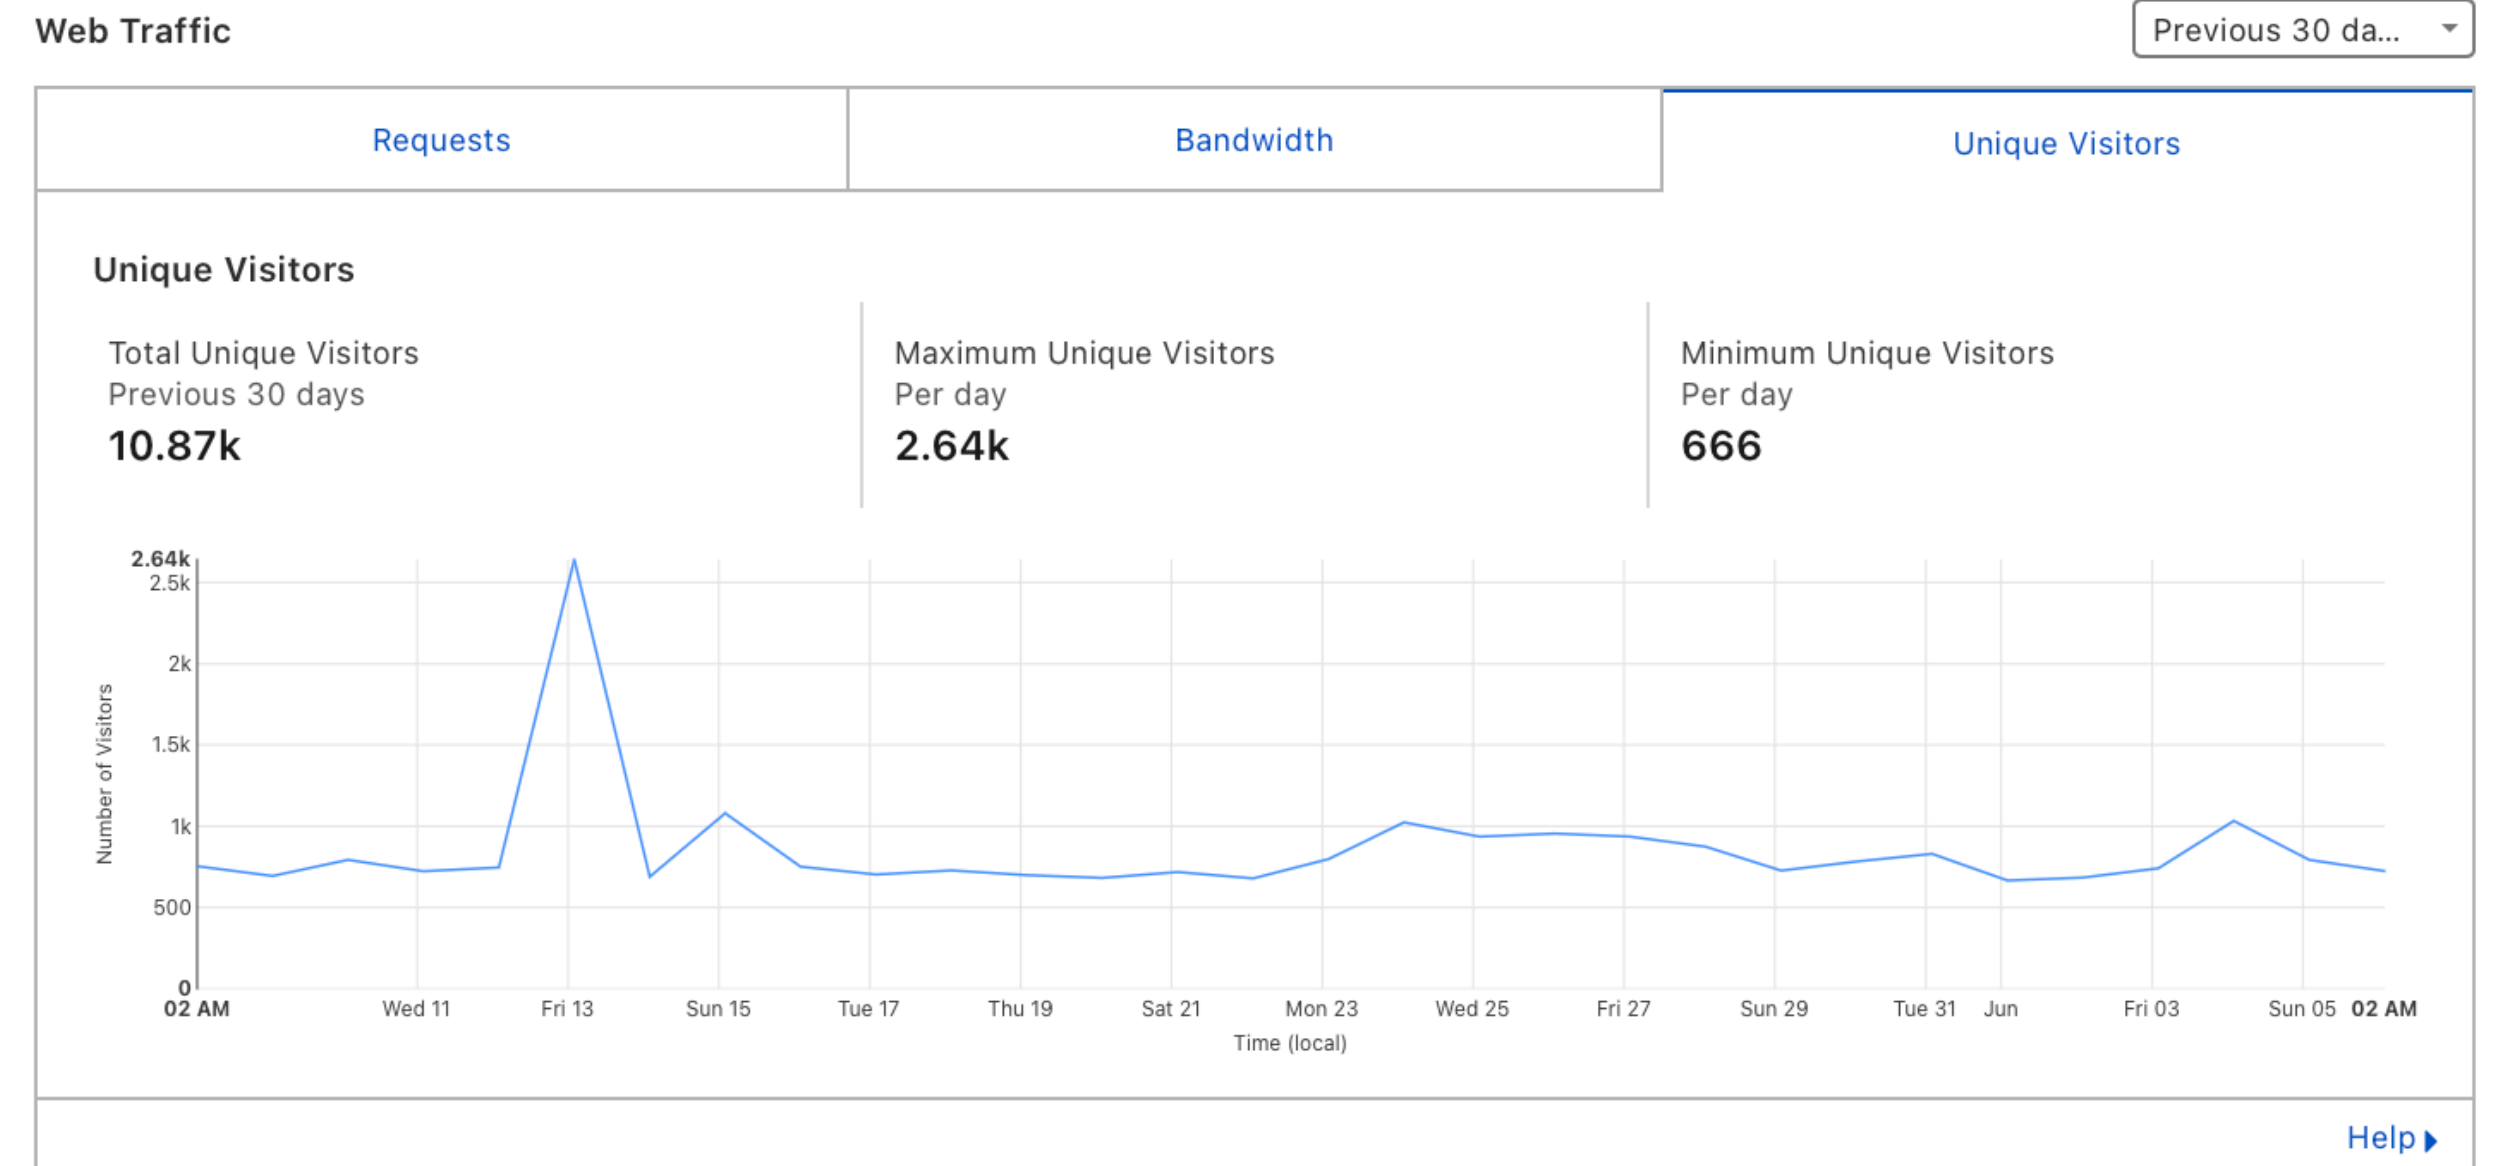 Web Traffic
Previous 30 da...
Requests
Bandwidth
Unique Visitors
Unique Visitors
Total Unique Visitors
Previous 30 days
10.87k
Maximum Unique Visitors
Per day
2.64k
Minimum Unique Visitors
Per day
666
2.64k
2.5k
2k
1.5k
1k
500
0
Number of Visitors
02 AM Wed 11 Fri 13 Sun 15 Tue 17 Thu 19 Sat 21 Mon 23 Wed 25 Fri 27 Sun 29 Tue 31 Jun Fri 03 Sun 05 02 AM
Time (local)
Help